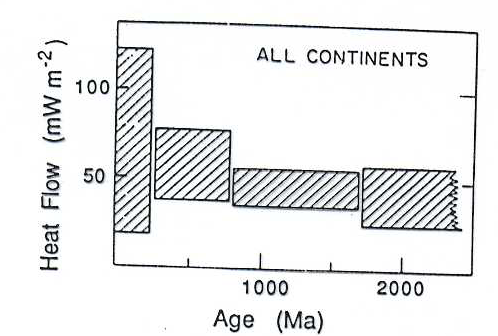 ALL CONTINENTS
Heat Flow (mW m⁻²)
100
50
1000
2000
Age (Ma)